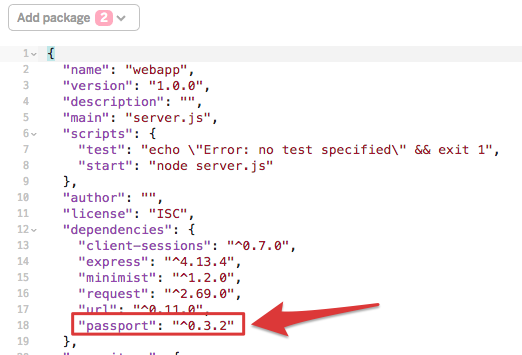 Add package 2
1 {
2 "name": "webapp",
3 "version": "1.0.0",
4 "description": "",
5 "main": "server.js",
6 "scripts": {
7 "test": "echo \"Error: no test specified\" && exit 1",
8 "start": "node server.js"
9 },
10 "author": "",
11 "license": "ISC",
12 "dependencies": {
13 "client-sessions": "^0.7.0",
14 "express": "^4.13.4",
15 "minimist": "^1.2.0",
16 "request": "^2.69.0",
17 "url": "^0.11.0",
18 "passport": "^0.3.2"
19 },